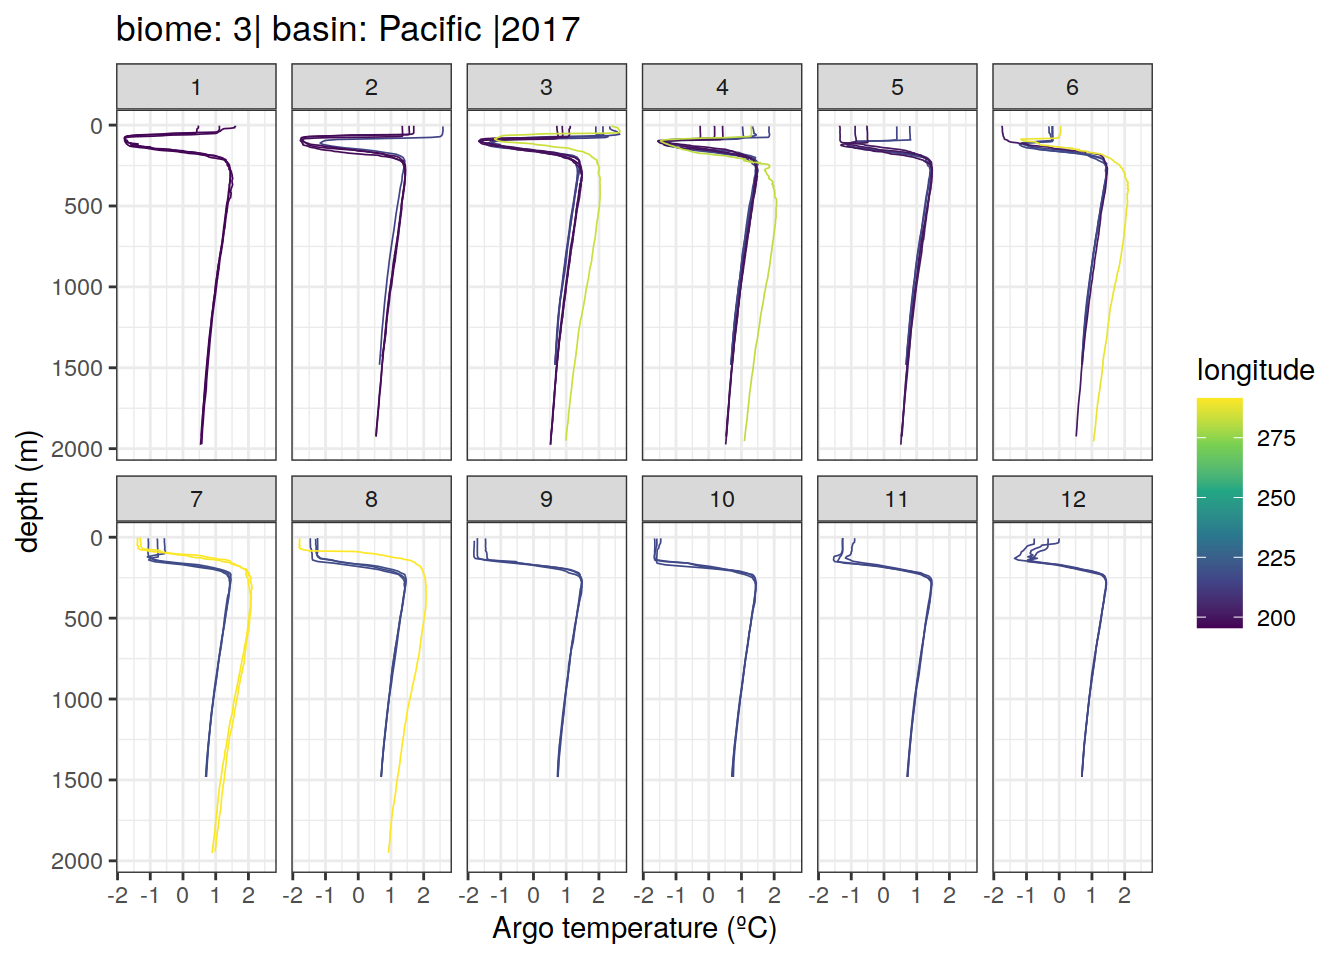 biome: 3| basin: Pacific |2017
1 2 3 4 5 6
0
500
1000
1500
2000
7 8 9 10 11 12
0
500
1000
1500
2000
-2 -1 0 1 2 -2 -1 0 1 2 -2 -1 0 1 2 -2 -1 0 1 2 -2 -1 0 1 2 -2 -1 0 1 2
Argo temperature (ºC)
depth (m)
longitude
275
250
225
200